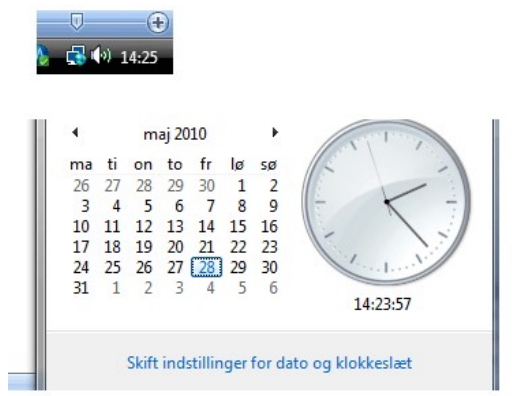 14:25
maj 2010
ma ti on to fr lø sø
26 27 28 29 30 1 2
3 4 5 6 7 8 9
10 11 12 13 14 15 16
17 18 19 20 21 22 23
24 25 26 27 28 29 30
31 1 2 3 4 5 6
14:23:57
Skift indstillinger for dato og klokkeslæt